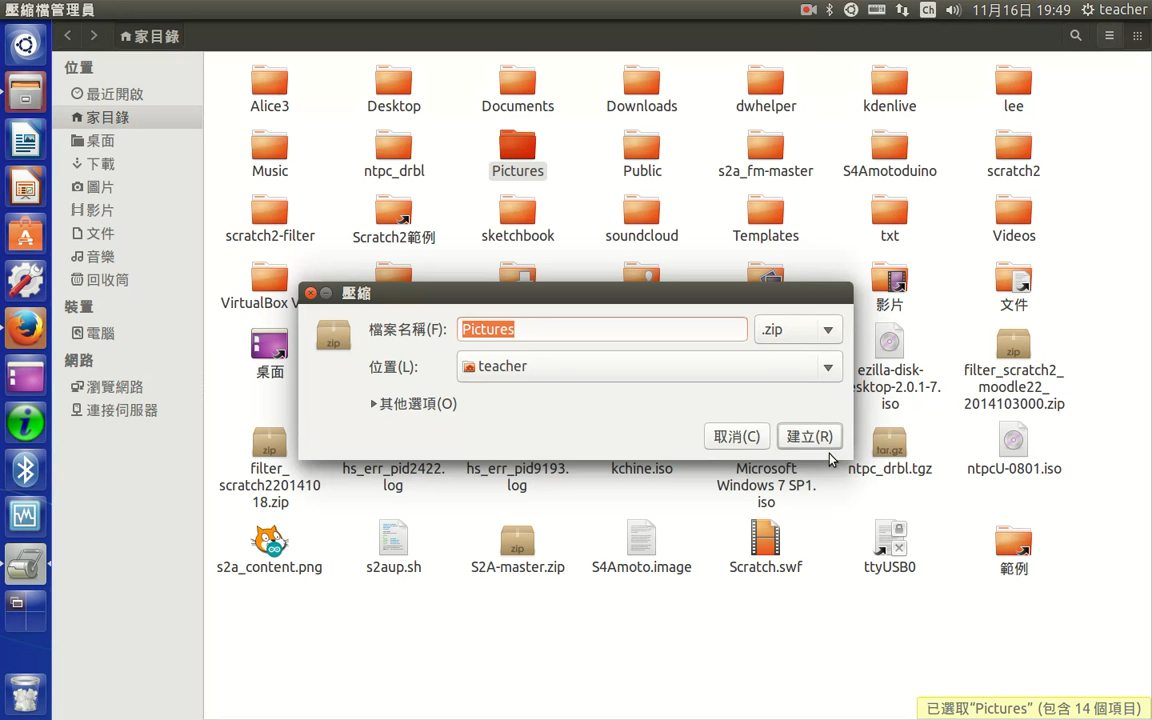 壓縮檔管理員
Ch
11月16日 19:49
teacher
家目錄
位置
最近開啟
家目錄
桌面
下載
圖片
影片
文件
音樂
回收筒
裝置
電腦
網路
瀏覽網路
連接伺服器
Alice3
Desktop
Documents
Downloads
dwhelper
kdenlive
lee
Music
ntpc_drbl
Pictures
Public
s2a_fm-master
S4Amotoduino
scratch2
scratch2-filter
Scratch2範例
sketchbook
soundcloud
Templates
txt
Videos
VirtualBox V
影片
文件
壓縮
zip
檔案名稱(F):
Pictures
.zip
位置(L):
teacher
其他選項(O)
取消(C)
建立(R)
桌面
ezilla-disk-
sktop-2.0.1-7.
iso
zip
filter_scratch2_
moodle22_
2014103000.zip
zip
filter_
scratch2201410
18.zip
hs_err_pid2422.
log
hs_err_pid9193.
log
kchine.iso
Microsoft
Windows 7 SP1.
iso
tar.gz
ntpc_drbl.tgz
ntpcU-0801.iso
s2a_content.png
s2aup.sh
zip
S2A-master.zip
S4Amoto.image
Scratch.swf
ttyUSB0
範例
已選取“Pictures” (包含 14 個項目)